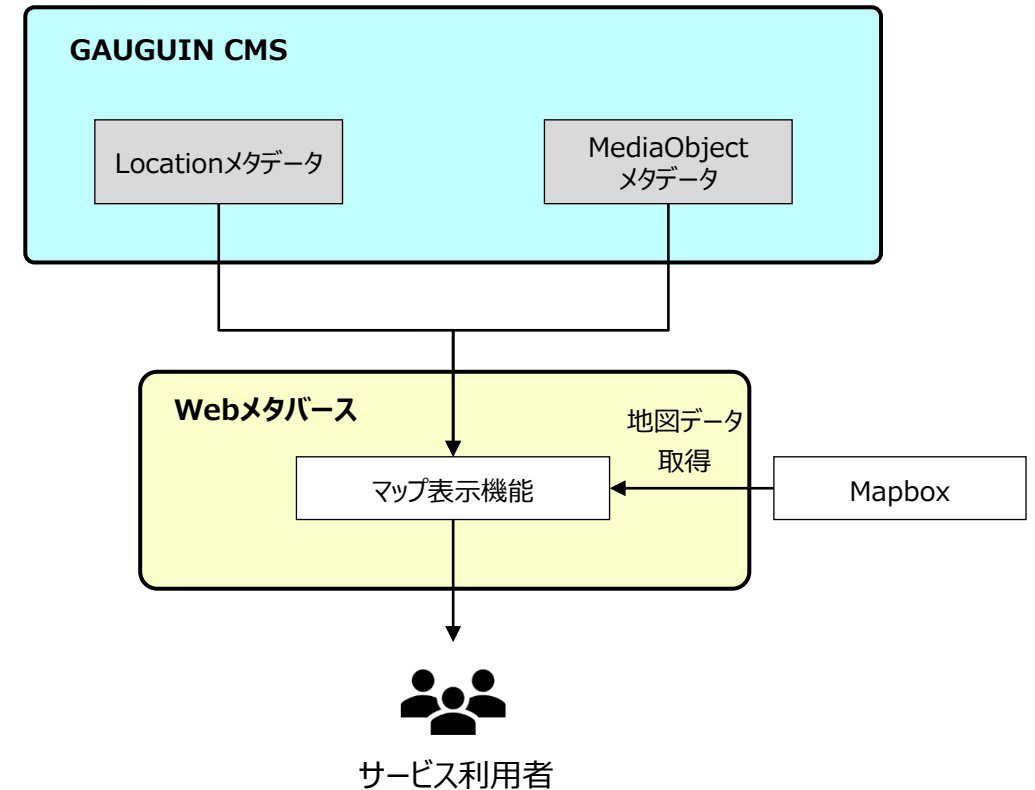 GAUGUIN CMS
Locationメタデータ
MediaObject
メタデータ
Webメタバース
地図データ
取得
マップ表示機能
Mapbox
サービス利用者